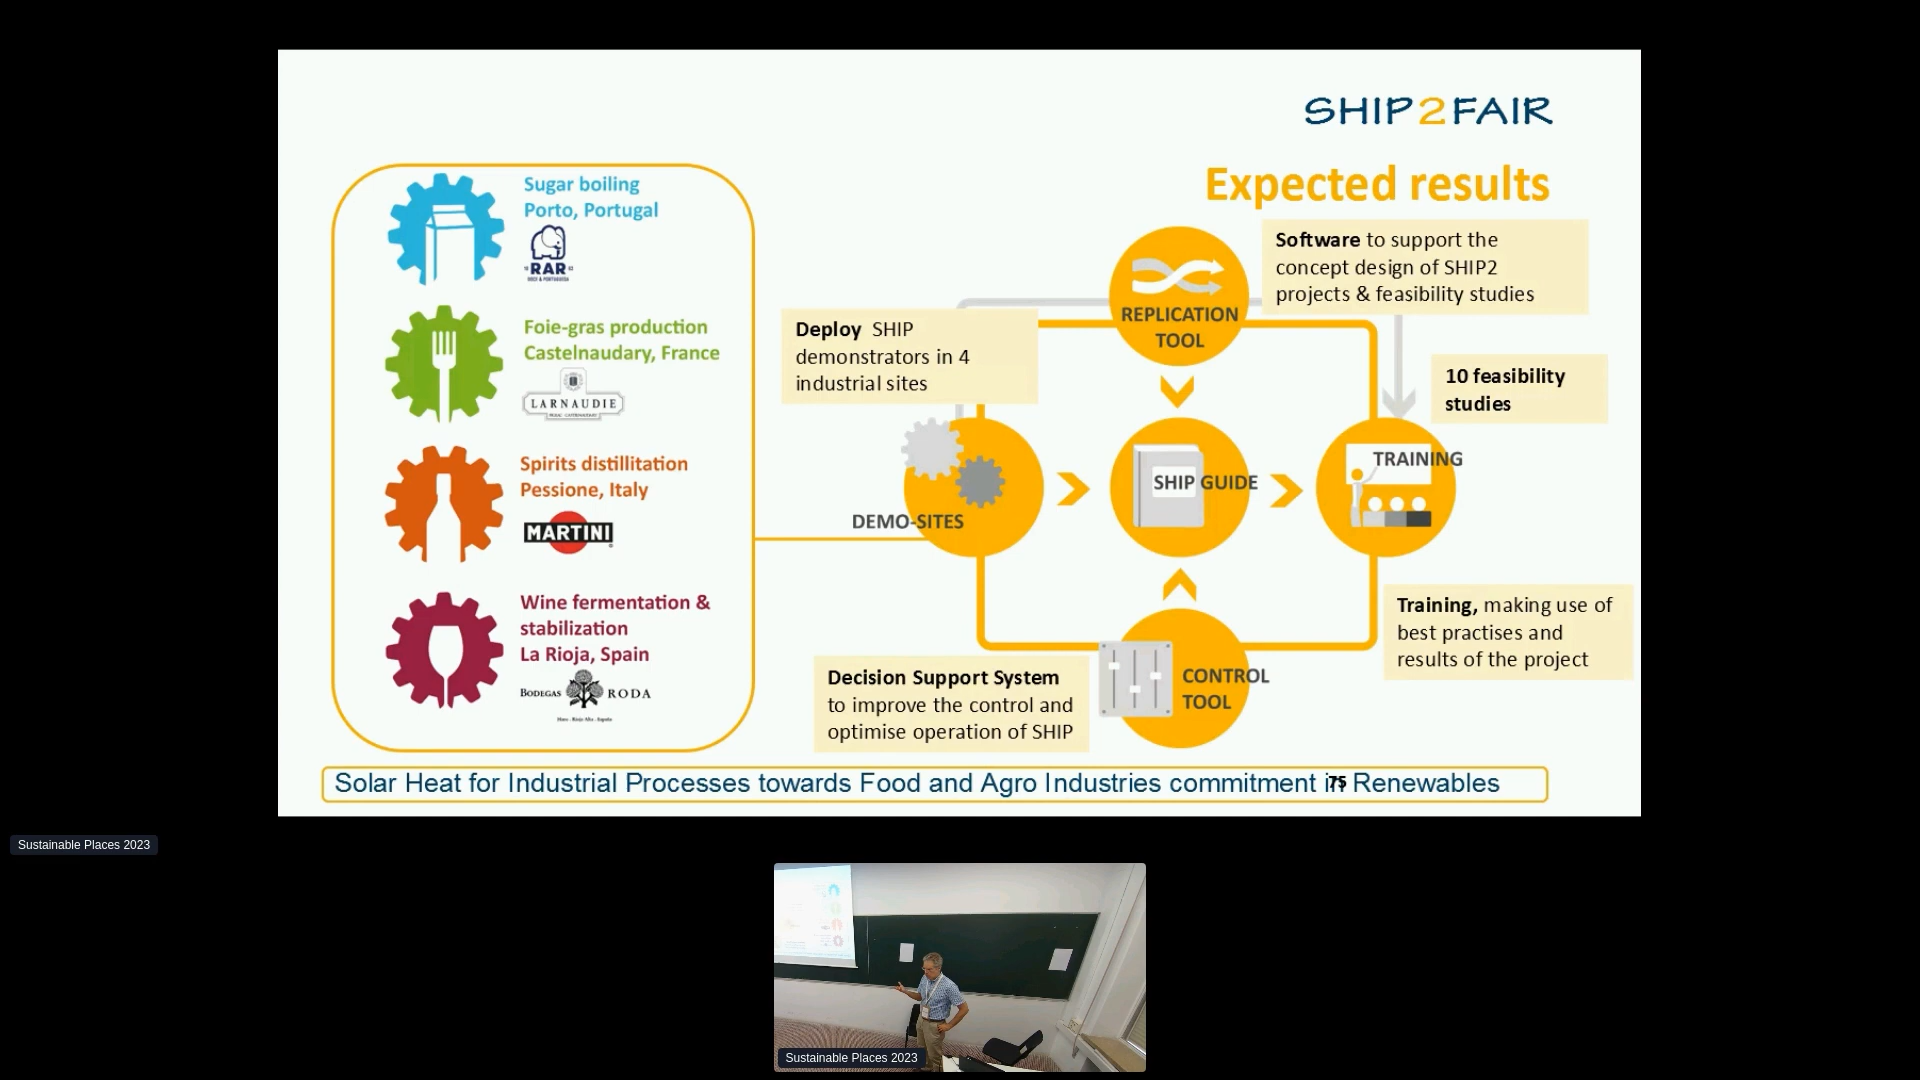 SHIP2FAIR
Expected results
Sugar boiling
Porto, Portugal
RAR
Foie-gras production
Castelnaudary, France
LARNAUDIE
Spirits distillitation
Pessione, Italy
MARTINI
Wine fermentation &
stabilization
La Rioja, Spain
BODEGAS RODA
Haro - Rioja Alta - España
Deploy SHIP
demonstrators in 4
industrial sites
REPLICATION
TOOL
Software to support the
concept design of SHIP2
projects & feasibility studies
10 feasibility
studies
DEMO-SITES
SHIP GUIDE
TRAINING
Training, making use of
best practises and
results of the project
Decision Support System
to improve the control and
optimise operation of SHIP
CONTROL
TOOL
Solar Heat for Industrial Processes towards Food and Agro Industries commitment in Renewables
75
Sustainable Places 2023
Sustainable Places 2023